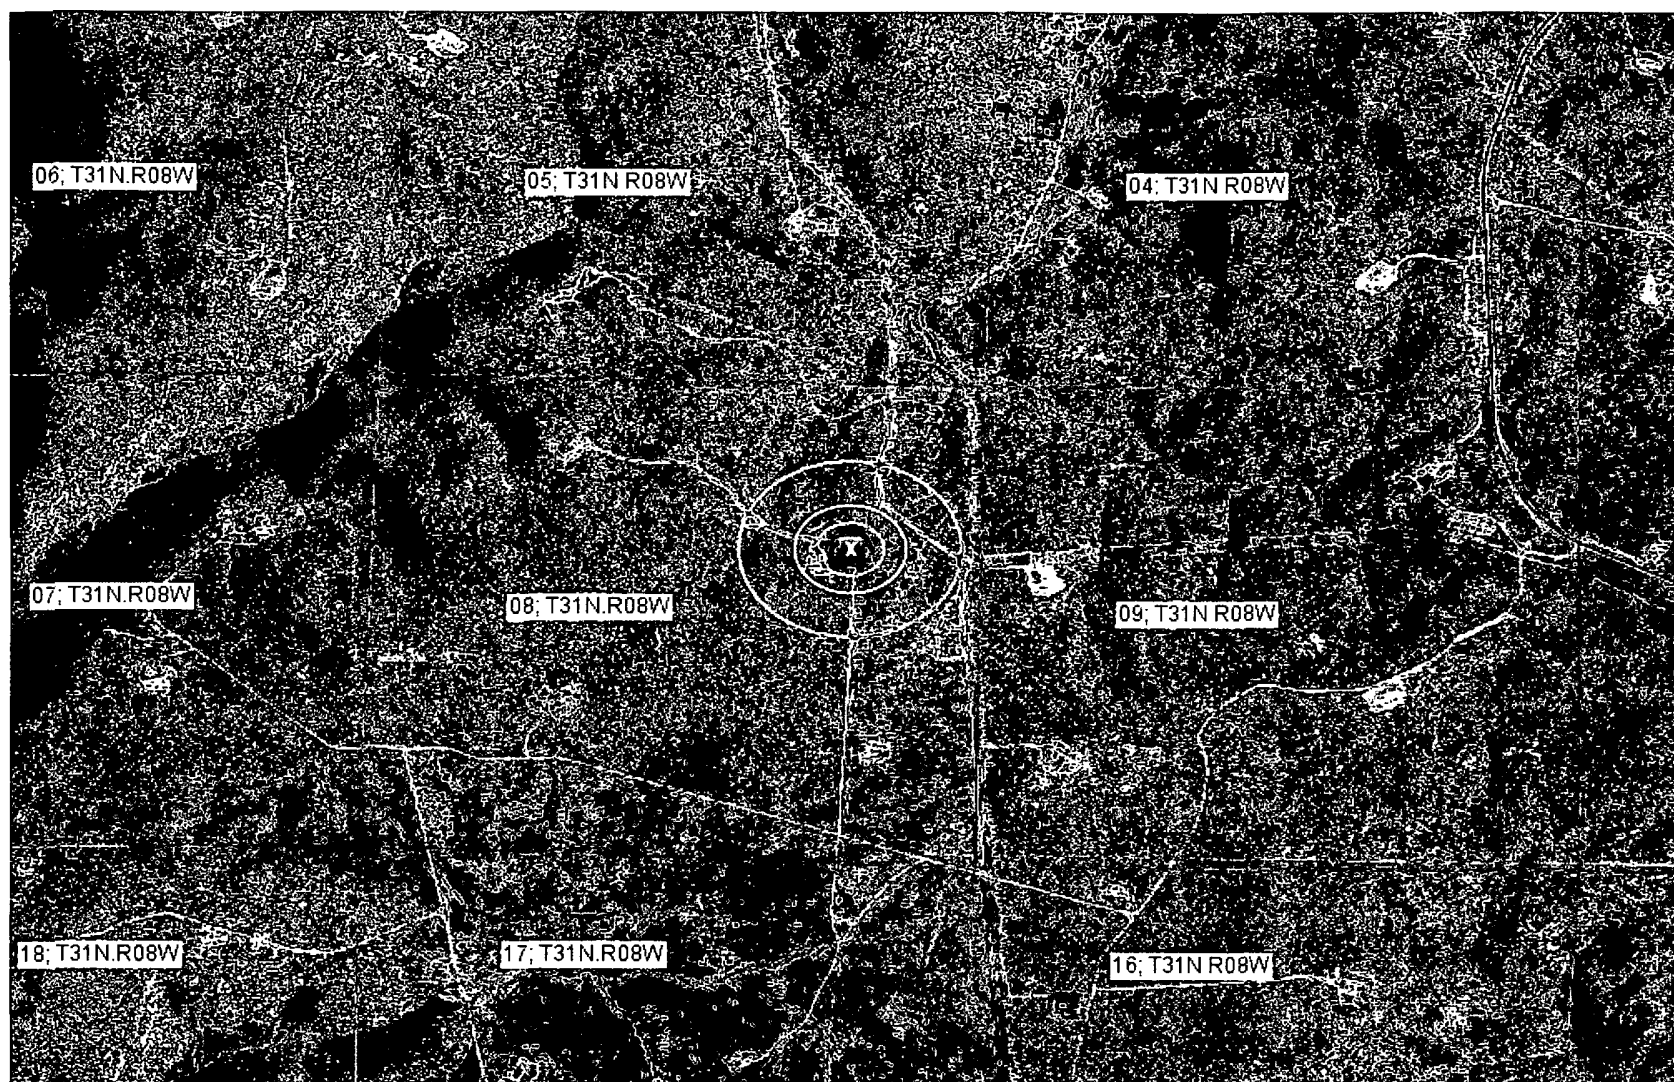 06; T31N.R08W
05; T31N R08W
04; T31N R08W
X
07; T31N.R08W
08; T31N.R08W
09; T31N R08W
18; T31N.R08W
17; T31N.R08W
16; T31N R08W